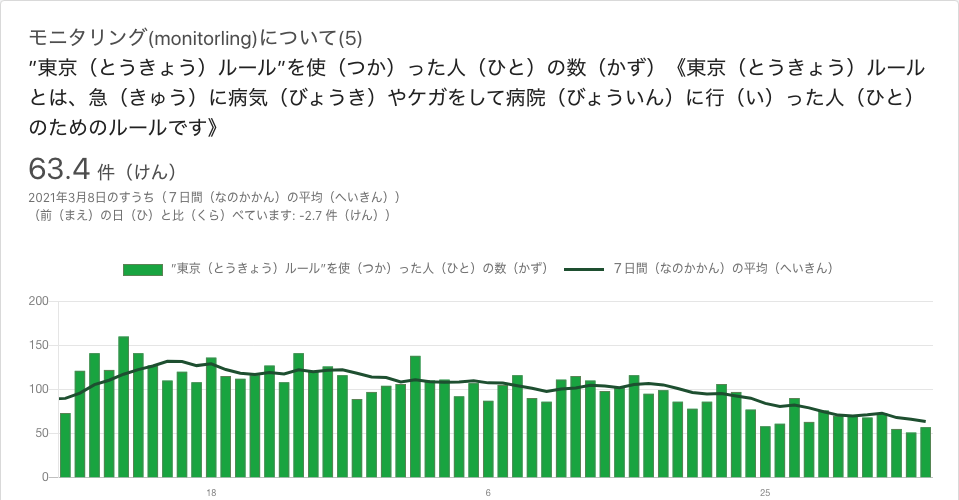 モニタリング(monitorling)について(5)
”東京（とうきょう）ルール”を使（つか）った人（ひと）の数（かず）《東京（とうきょう）ルール
とは、急（きゅう）に病気（びょうき）やケガをして病院（びょういん）に行（い）った人（ひと）
のためのルールです》
63.4 件（けん）
2021年3月8日のすうち（７日間（なのかかん）の平均（へいきん））
（前（まえ）の日（ひ）と比（くら）べています: -2.7 件（けん））
”東京（とうきょう）ルール”を使（つか）った人（ひと）の数（かず） ７日間（なのかかん）の平均（へいきん）
200
150
100
50
0
18 6 25